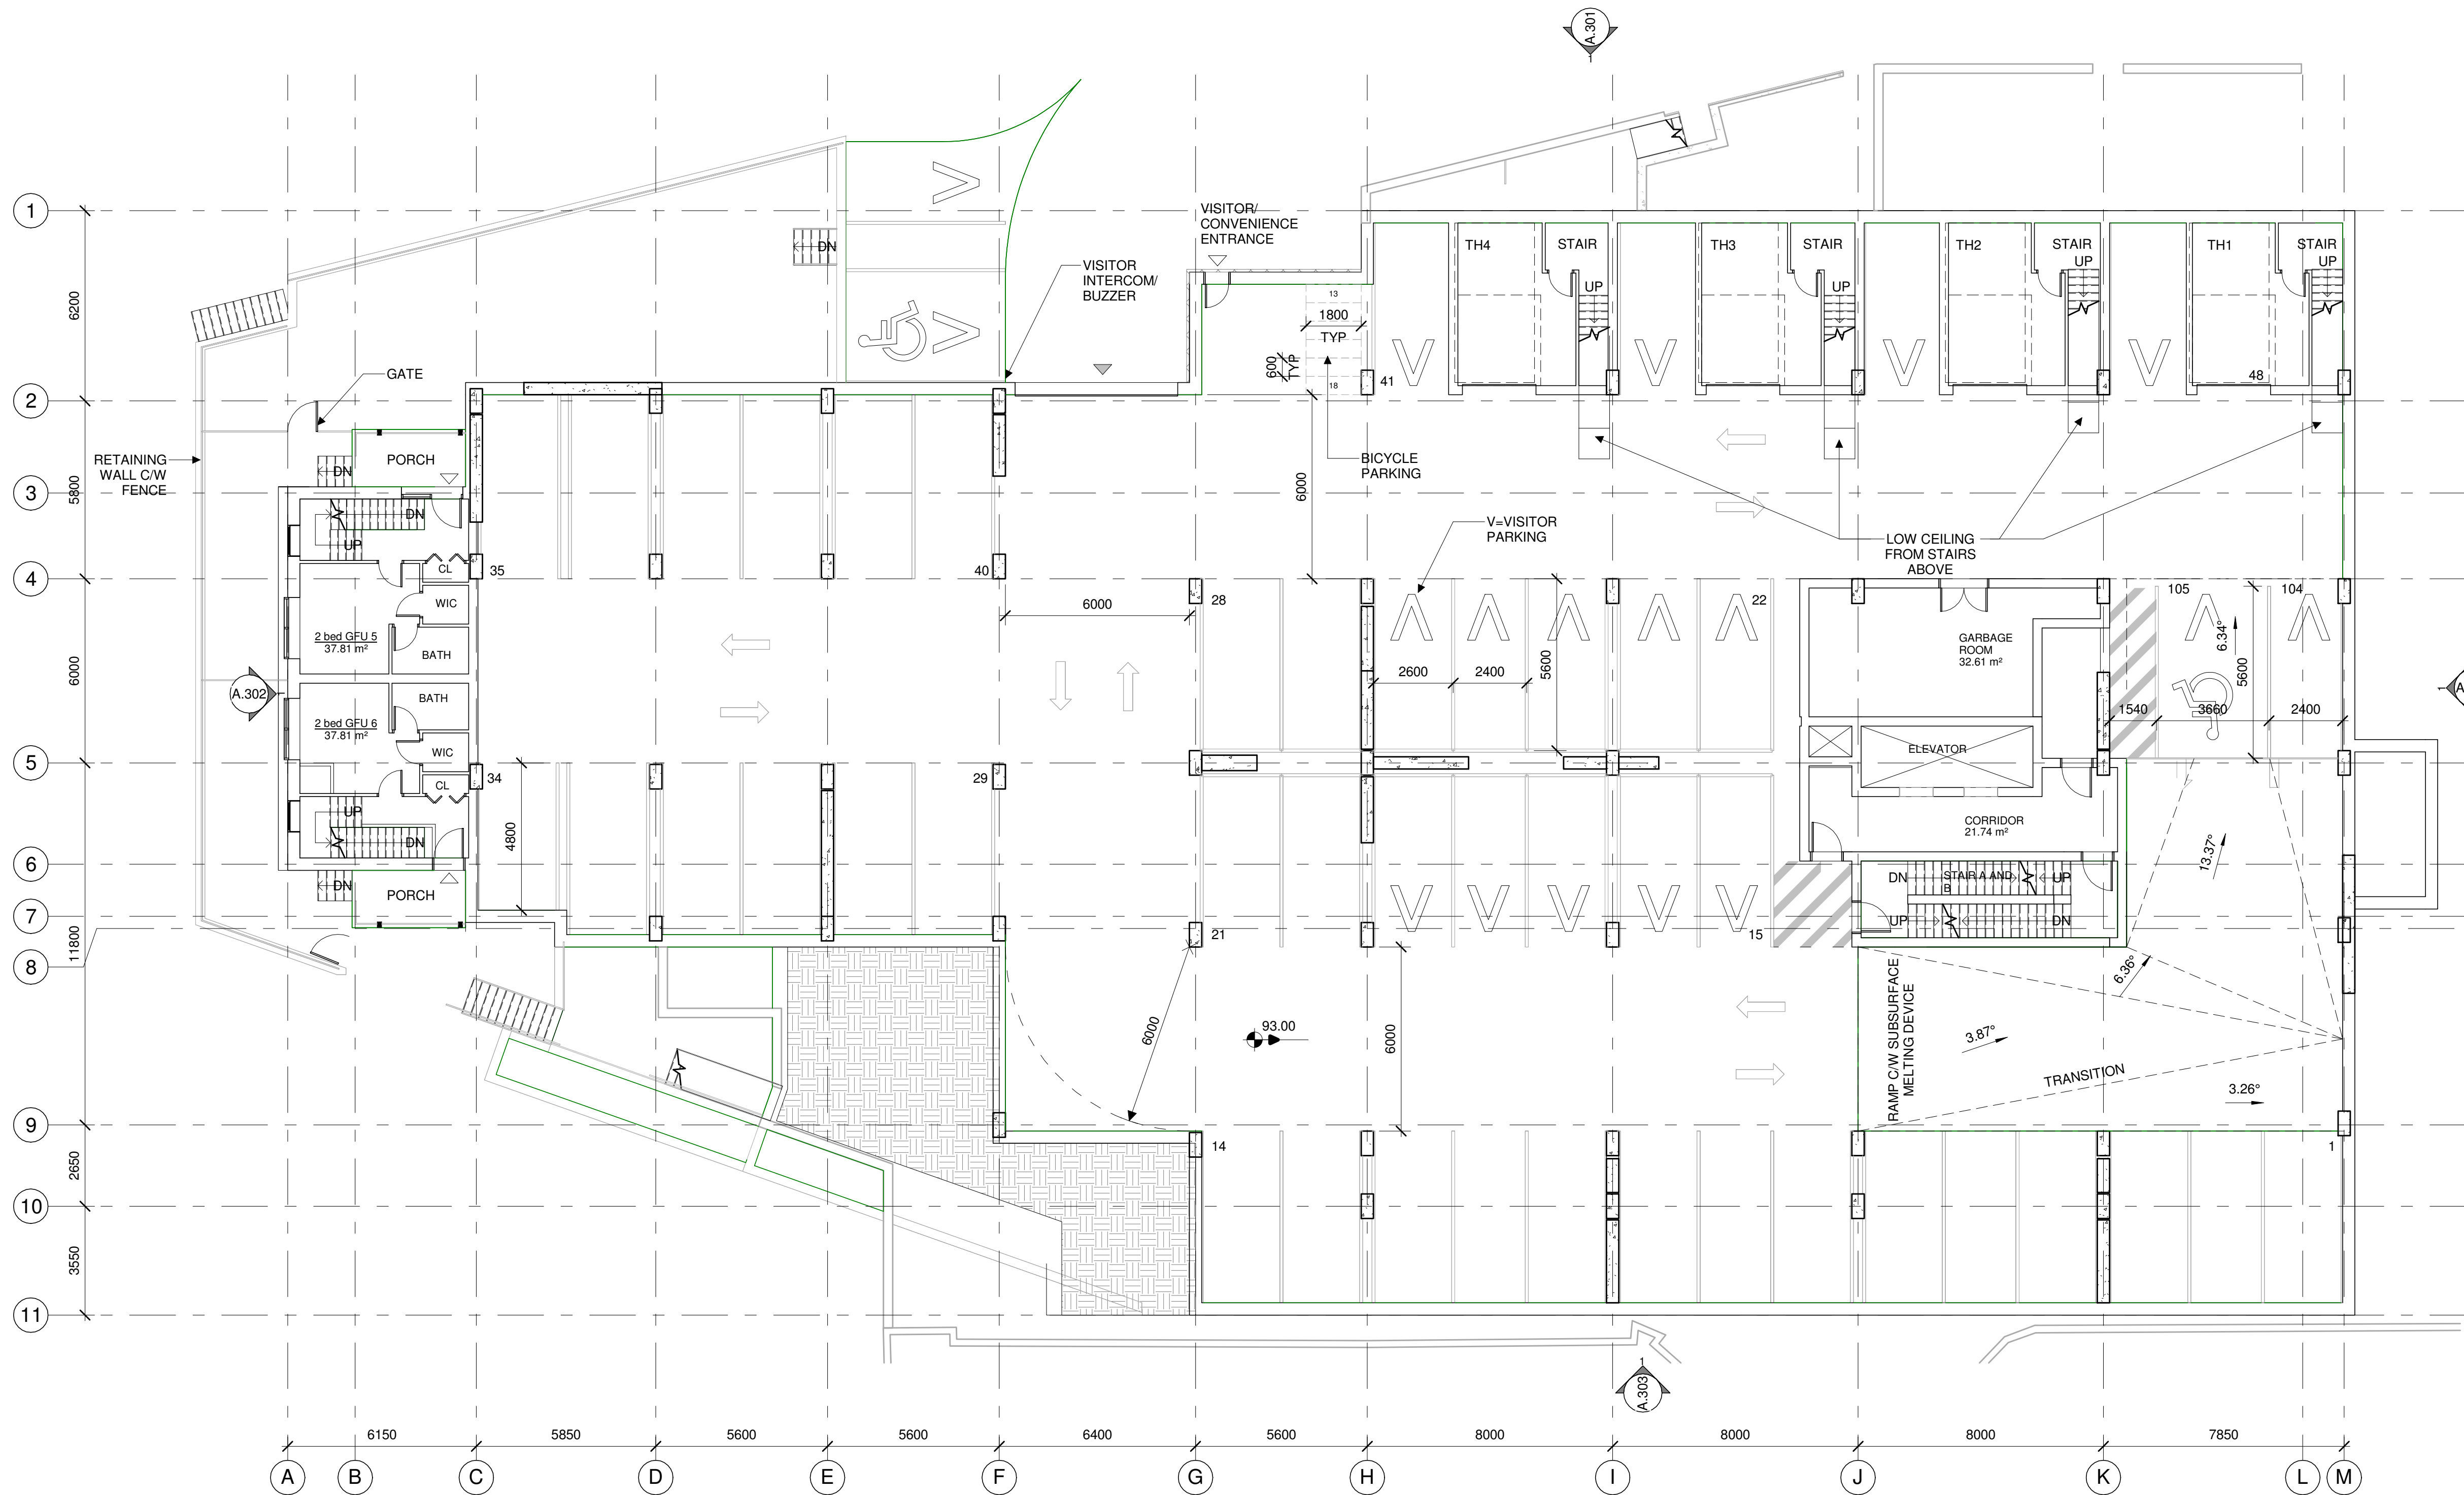 A.301
1
1
VISITOR/
CONVENIENCE
ENTRANCE
DN
VISITOR
INTERCOM/
BUZZER
TH4
STAIR
TH3
STAIR
TH2
STAIR
TH1
STAIR
UP
UP
UP
UP
6200
13
1800
TYP
600
TYP
18
41
48
GATE
2
RETAINING
WALL C/W
FENCE
DN
PORCH
BICYCLE
PARKING
3
5800
6000
DN
UP
V=VISITOR
PARKING
LOW CEILING
FROM STAIRS
ABOVE
CL
35
40
4
28
22
105
104
WIC
6000
2 bed GFU 5
37.81 m²
BATH
GARBAGE
ROOM
32.61 m²
6.34°
5600
5600
6000
2600
2400
A.302
BATH
2 bed GFU 6
37.81 m²
1540
3660
2400
WIC
ELEVATOR
5
34
29
CL
UP
DN
4800
CORRIDOR
21.74 m²
13.37°
6
DN
PORCH
DN
STAIR A AND
B
UP
UP
DN
7
21
15
11800
8
6.36°
RAMP C/W SUBSURFACE
MELTING DEVICE
6000
93.00
6000
3.87°
TRANSITION
3.26°
9
14
1
2650
10
3550
11
1
A.303
6150
5850
5600
5600
6400
5600
8000
8000
8000
7850
A
B
C
D
E
F
G
H
I
J
K
L
M